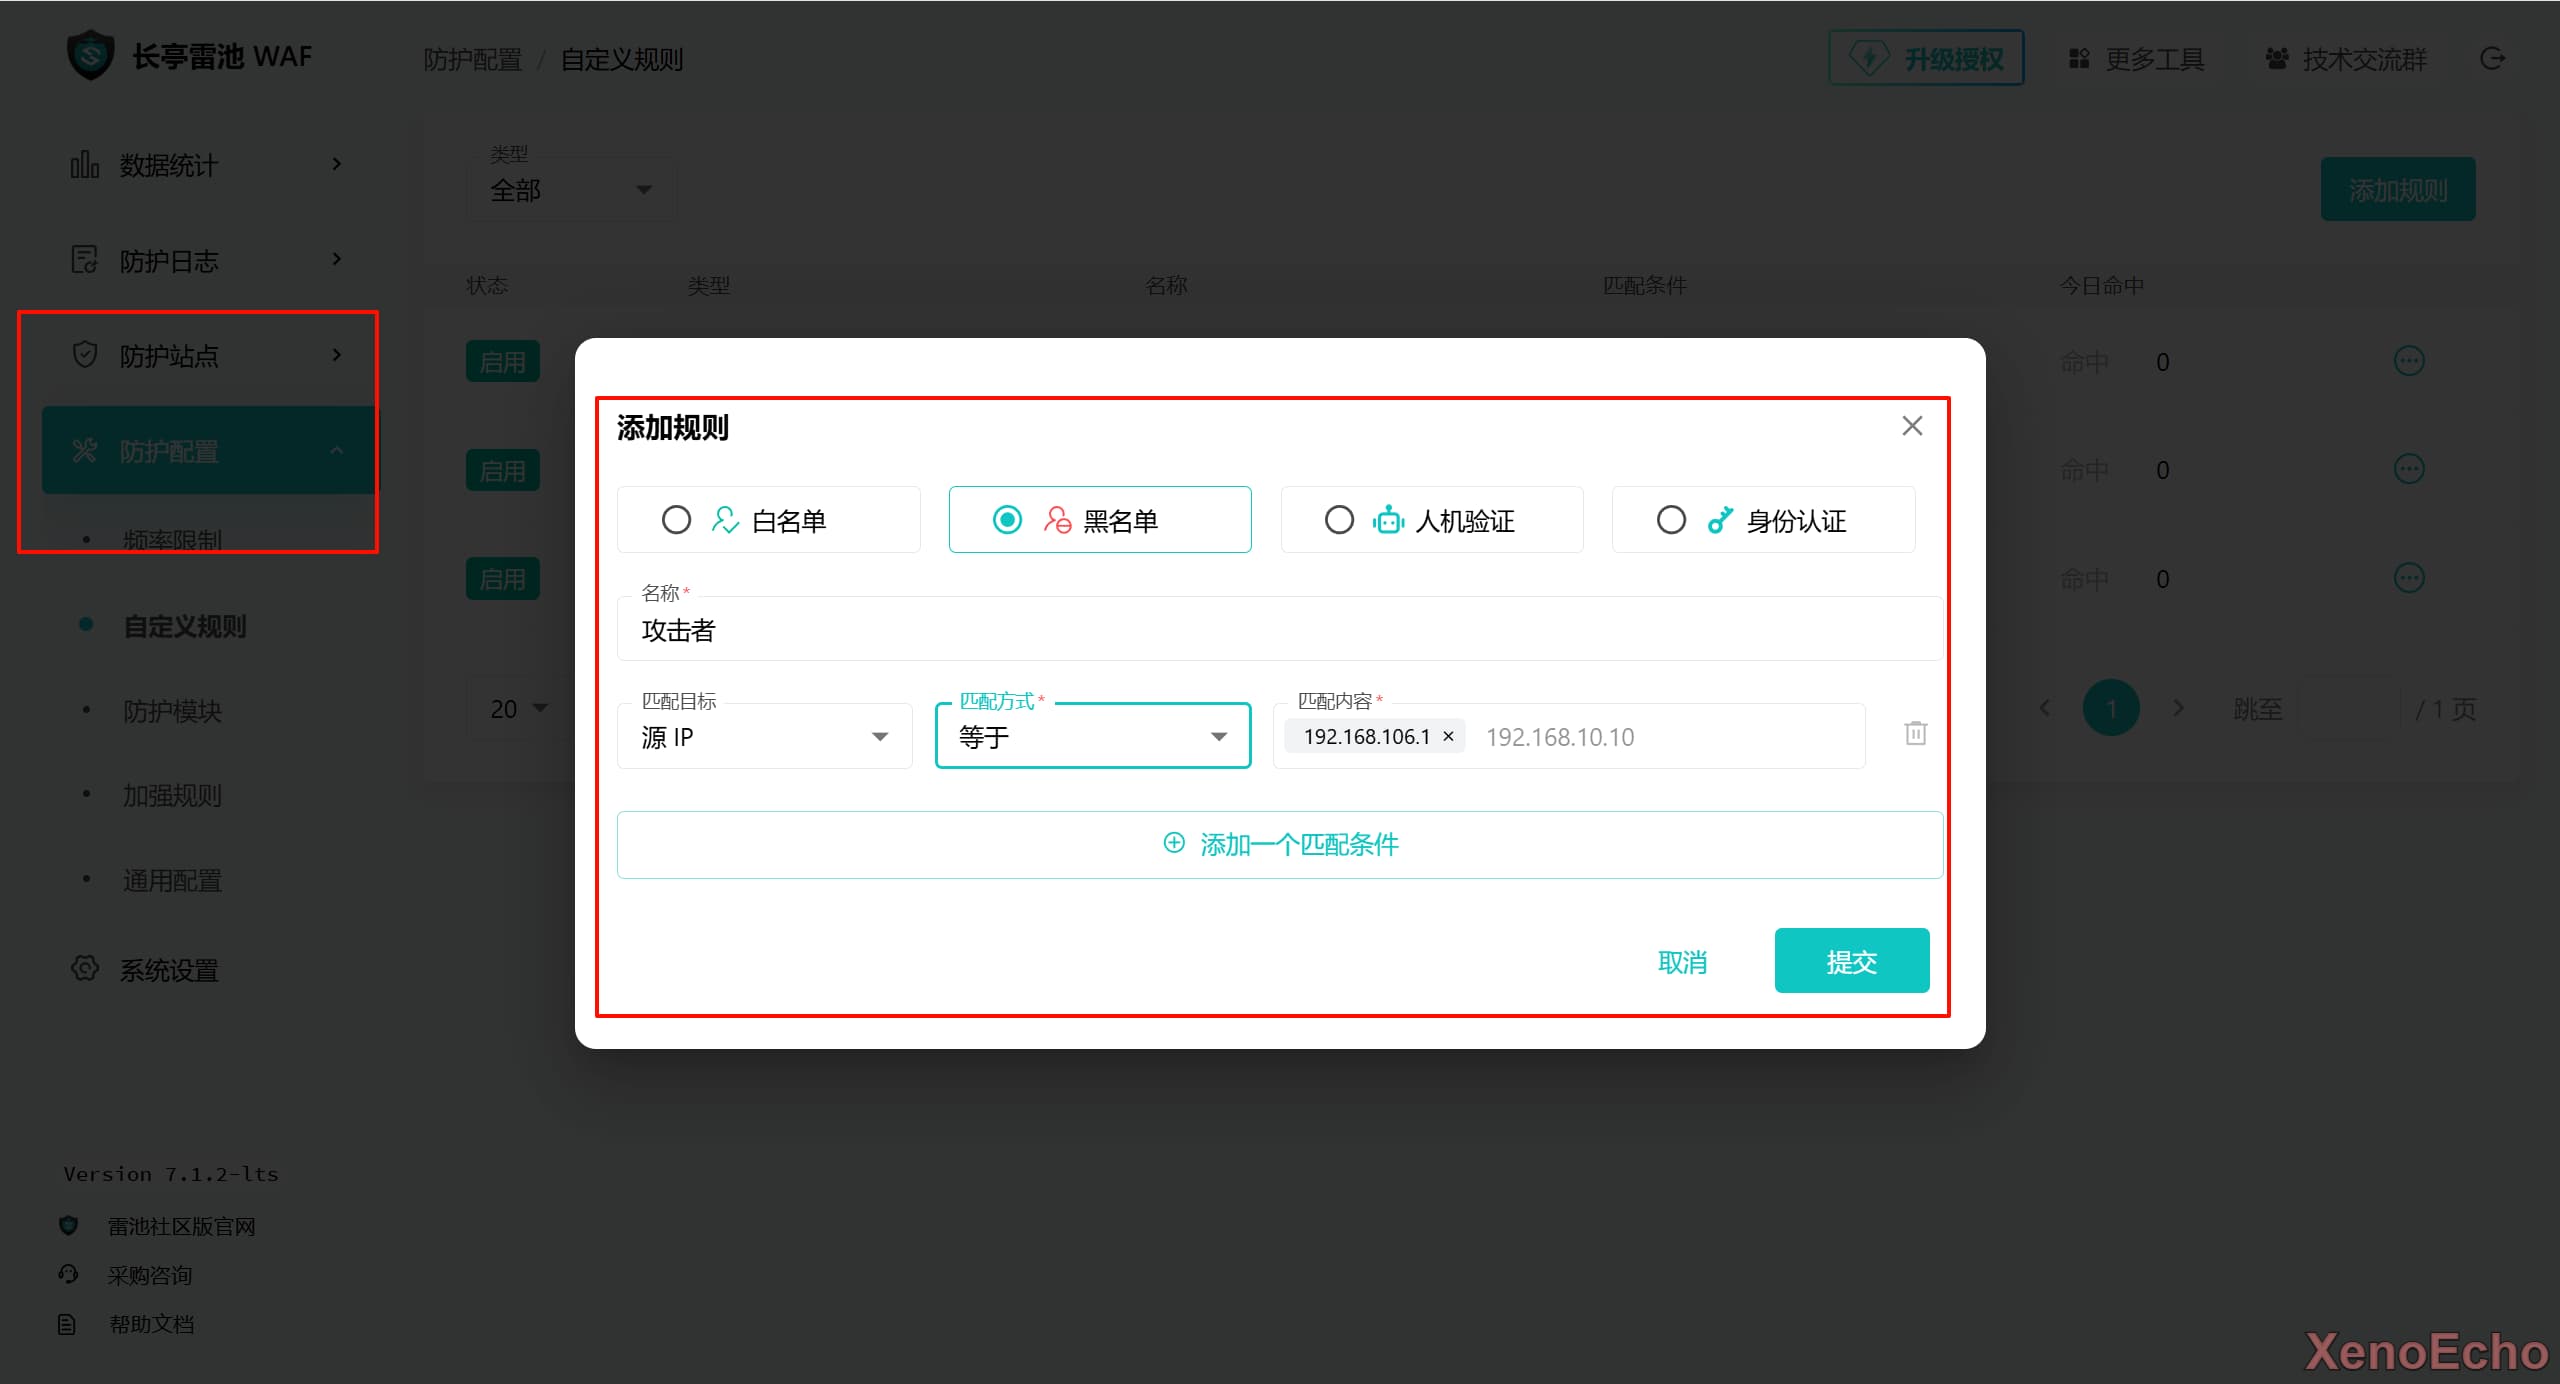 长亭雷池 WAF
防护配置 / 自定义规则
升级授权
更多工具
技术交流群
数据统计
防护日志
防护站点
防护配置
频率限制
自定义规则
防护模块
加强规则
通用配置
系统设置
Version 7.1.2-lts
雷池社区版官网
采购咨询
帮助文档
类型
全部
添加规则
状态 类型 名称 匹配条件 今日命中
启用 命中 0
启用 命中 0
启用 命中 0
20
1
跳至 / 1 页
添加规则
白名单 黑名单 人机验证 身份认证
名称 *
攻击者
匹配目标 匹配方式 * 匹配内容 *
源 IP 等于 192.168.106.1 × 192.168.10.10
添加一个匹配条件
取消 提交
XenoEcho